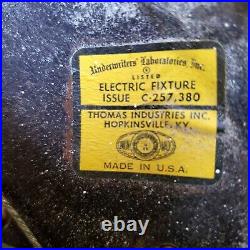 Underwriters' Laboratories, Inc.
LISTED
ELECTRIC FIXTURE
ISSUE C-257,380
THOMAS INDUSTRIES INC.
HOPKINSVILLE, KY.
MADE IN U.S.A.